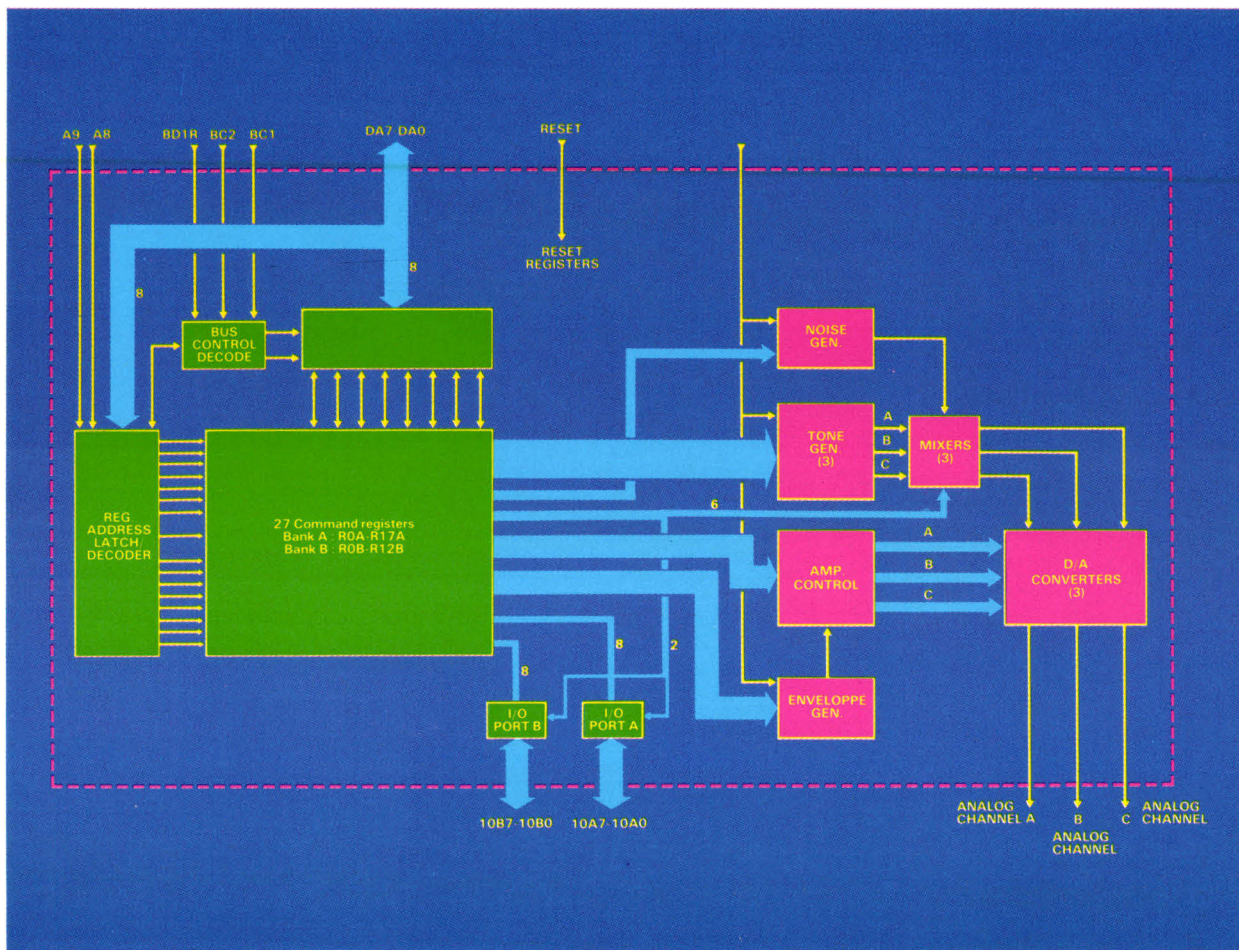 A9 A8 BD1R BC2 BC1 DA7 DA0 RESET
RESET
REGISTERS
8
8
BUS
CONTROL
DECODE
NOISE
GEN.
TONE
GEN.
(3)
A
B
C
MIXERS
(3)
REG
ADDRESS
LATCH/
DECODER
27 Command registers
Bank A : R0A-R17A
Bank B : R0B-R12B
6
AMP
CONTROL
A
B
C
D/A
CONVERTERS
(3)
8
8
2
I/O
PORT B
I/O
PORT A
ENVELOPPE
GEN.
10B7-10B0 10A7-10A0
ANALOG
CHANNEL A
B
ANALOG
CHANNEL
C ANALOG
CHANNEL